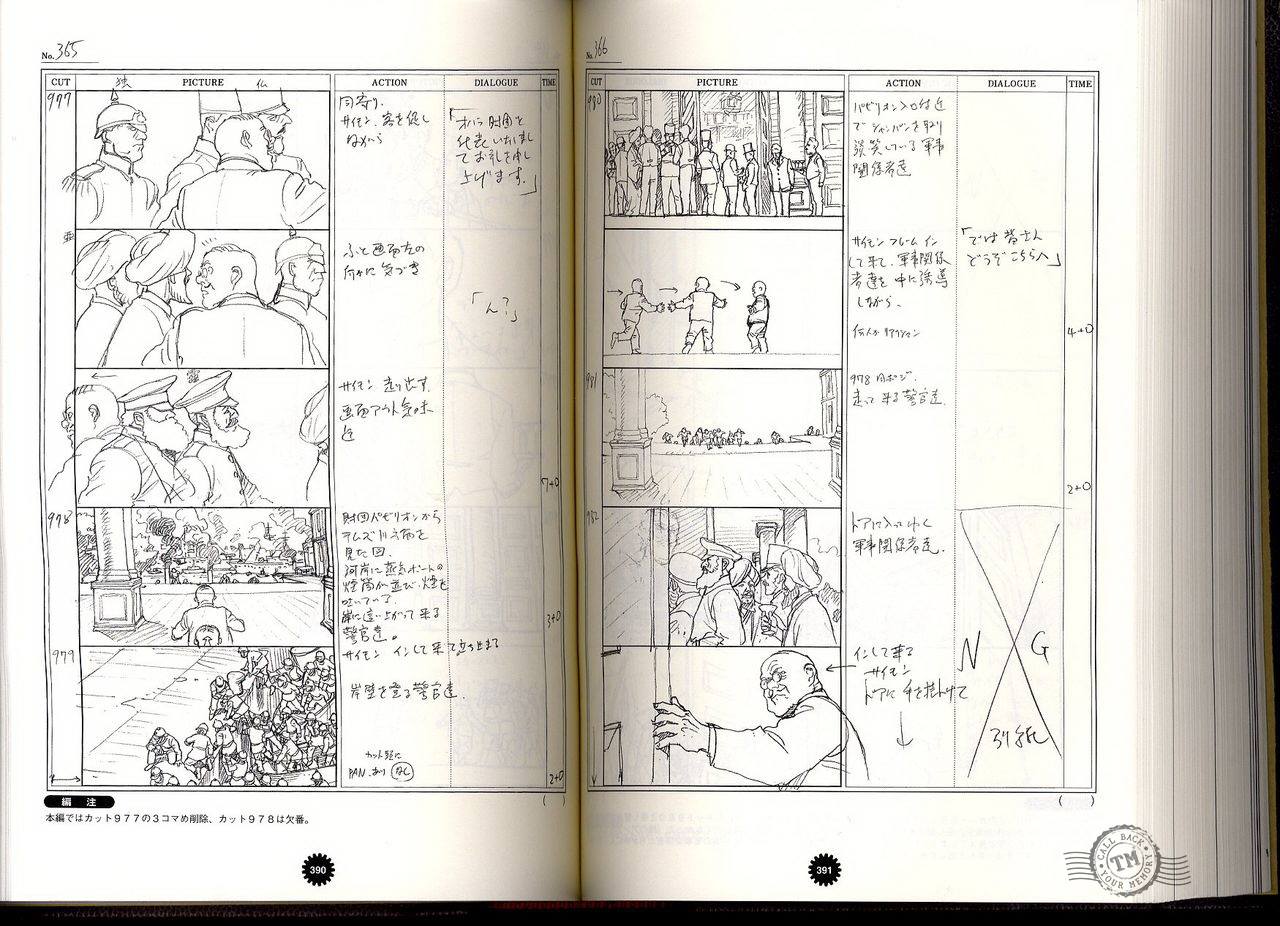 No. 365
CUT PICTURE ACTION DIALOGUE TIME
独 仏
977
同寄り。
サイモン、客を促し
ながら
「オハラ財団を
代表いたしまし
てお礼を申し
上げます。」
ふと画面左の
何かに気づき
「ん?」
サイモン 走り出す。
画面アウト気味
迄
7+0
978
財団パビリオンから
テムズ川方面を
見た図。
河岸に蒸気ボートの
煙筒が並び、煙を
吐いている
岸に這い上がって来る
警官達。
サイモン インして来て立ち止まる
3+0
979
岸壁を登る警官達。
カット尻に
PAN.あり なし
2+0
( )
編 注
本編ではカット977の3コマめ削除、カット978は欠番。
390
No. 366
CUT PICTURE ACTION DIALOGUE TIME
980
パビリオン入口付近
でシャンパンを取り
談笑している軍事
関係者達
サイモン フレームイン
して来て、軍事関係
者達を中に誘導
しながら。
「では皆さん
どうぞこちらへ」
何人か リアクション
4+0
981
978 同ポジ。
走って来る警官達。
2+0
982
ドアに入ってゆく
軍事関係者達。
インして来る
サイモン
ドアに手を掛けて
N G
391
( )
CALL BACK
TM
YOUR MEMORY